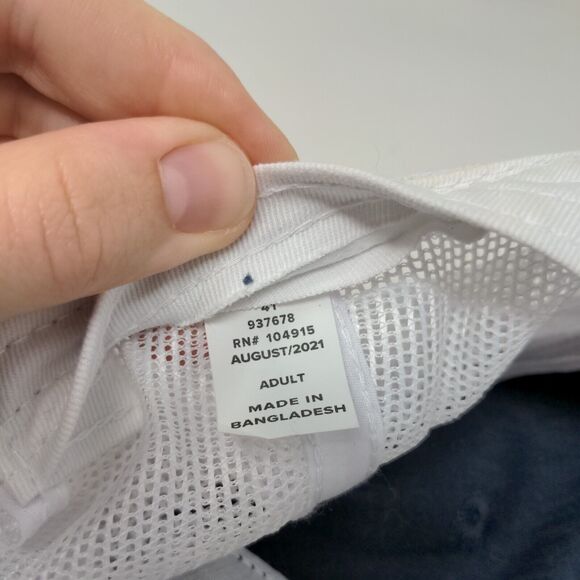 937678
RN# 104915
AUGUST/2021
ADULT
MADE IN
BANGLADESH